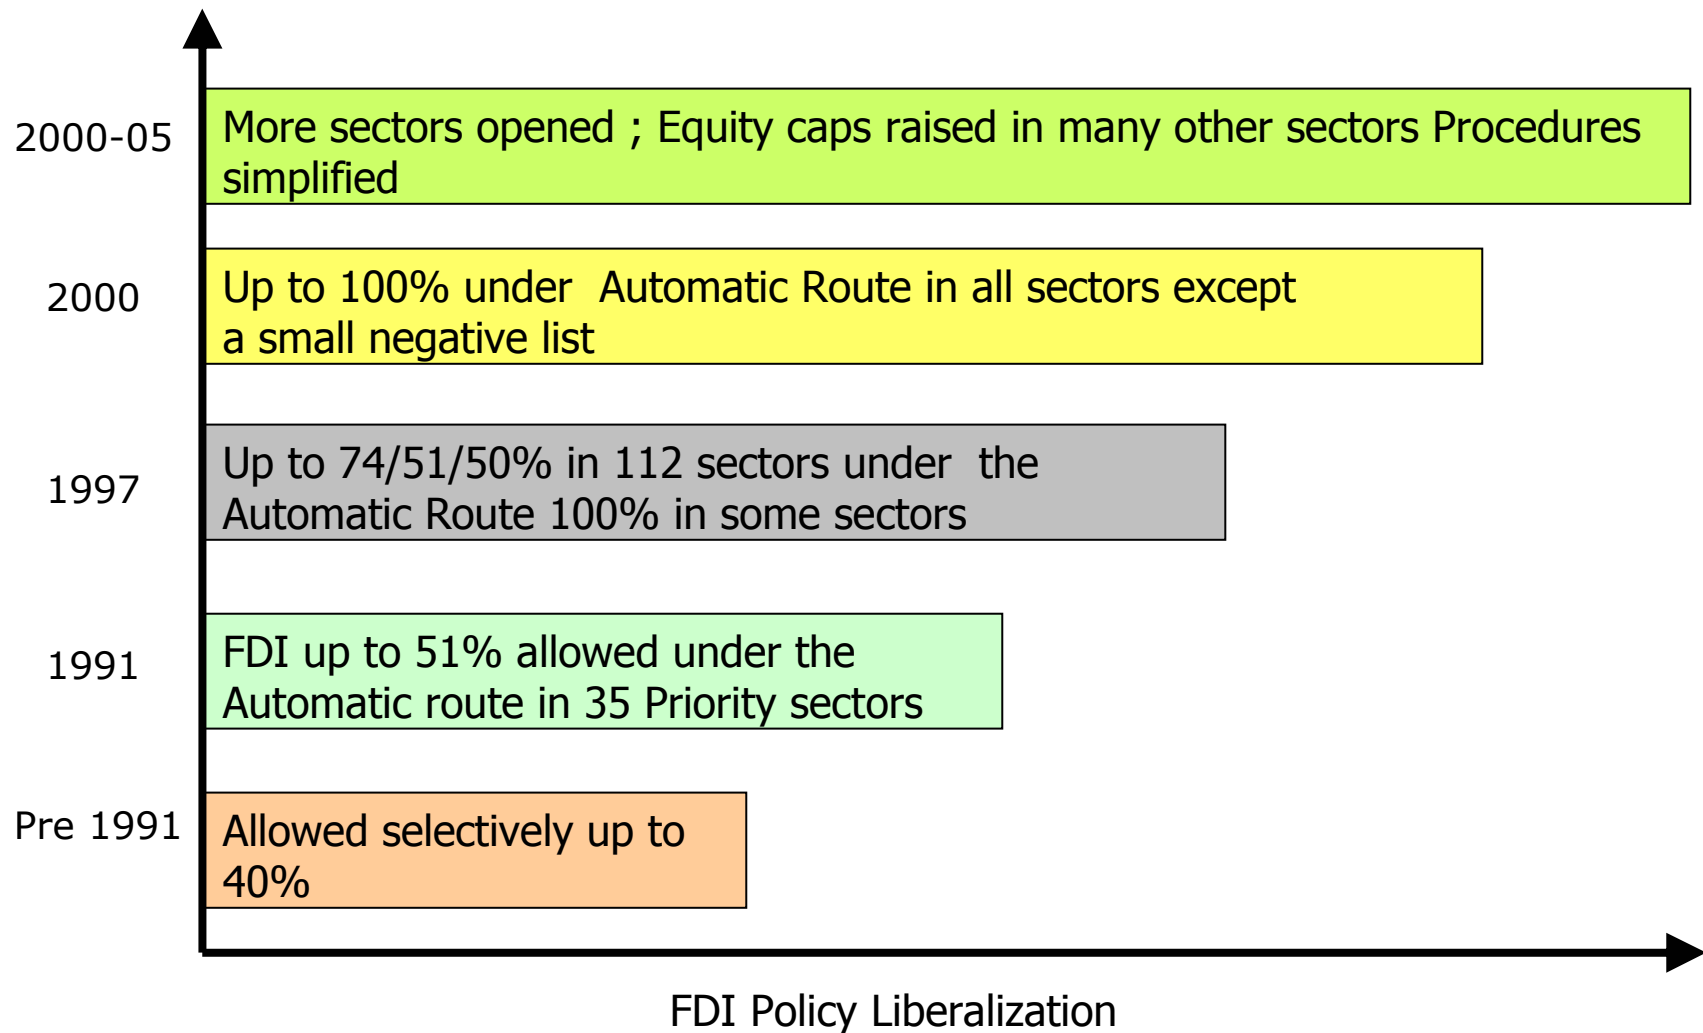 2000-05
More sectors opened ; Equity caps raised in many other sectors Procedures
simplified
2000
Up to 100% under  Automatic Route in all sectors except
a small negative list
1997
Up to 74/51/50% in 112 sectors under  the
Automatic Route 100% in some sectors
1991
FDI up to 51% allowed under the
Automatic route in 35 Priority sectors
Pre 1991
Allowed selectively up to
40%
FDI Policy Liberalization